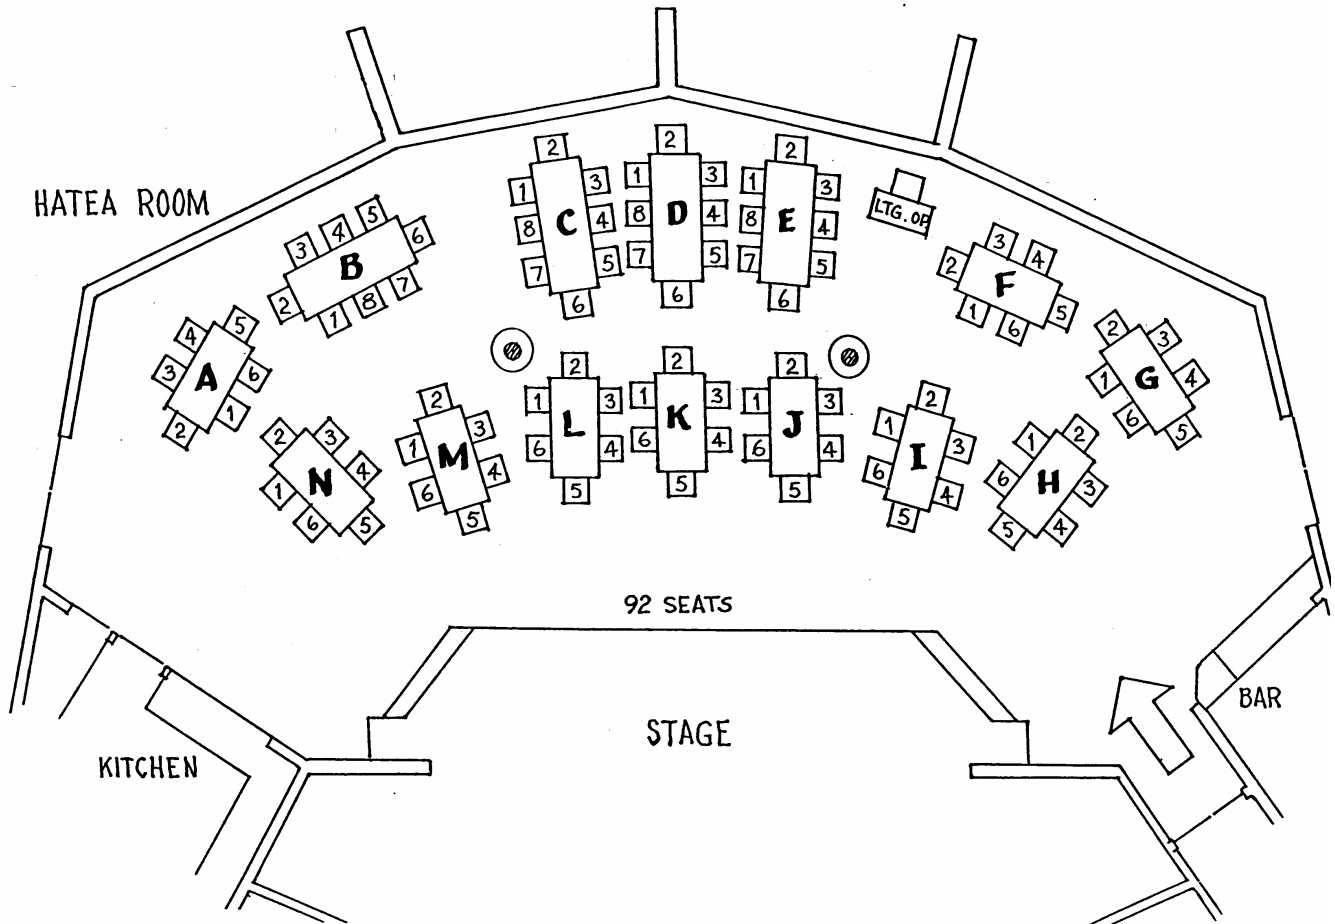 HATEA ROOM
2
1 3
8 C 4
7 5
6
2
1 3
8 D 4
7 5
6
2
1 3
8 E 4
7 5
6
LTG. OP
3 4 5 6
2 B
1 8 7
3 4
2 F
1 6 5
4 5
3 A 6
2 1
2 3
1 G 4
6 5
2 3
1 N 4
6 5
2
1 M 3
6 4
5
2
1 L 3
6 4
5
2
1 K 3
6 4
5
2
1 J 3
6 4
5
2
1 I 3
6 4
5
1 2
6 H 3
5 4
92 SEATS
STAGE
KITCHEN
BAR